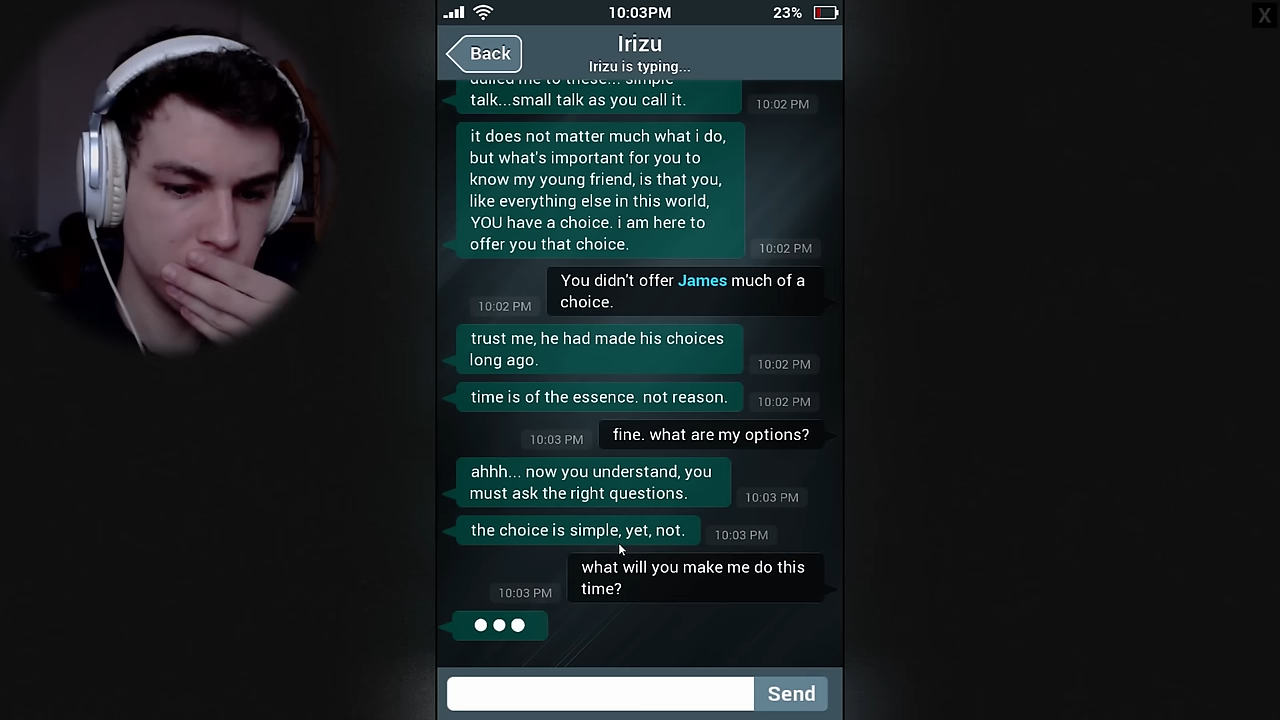 10:03PM
23%
X
Back
Irizu
Irizu is typing...
talk...small talk as you call it.
10:02 PM
it does not matter much what i do,
but what's important for you to
know my young friend, is that you,
like everything else in this world,
YOU have a choice. i am here to
offer you that choice.
10:02 PM
You didn't offer James much of a
choice.
10:02 PM
trust me, he had made his choices
long ago.
10:02 PM
time is of the essence. not reason.
10:02 PM
fine. what are my options?
10:03 PM
ahhh... now you understand, you
must ask the right questions.
10:03 PM
the choice is simple, yet, not.
10:03 PM
what will you make me do this
time?
10:03 PM
Send